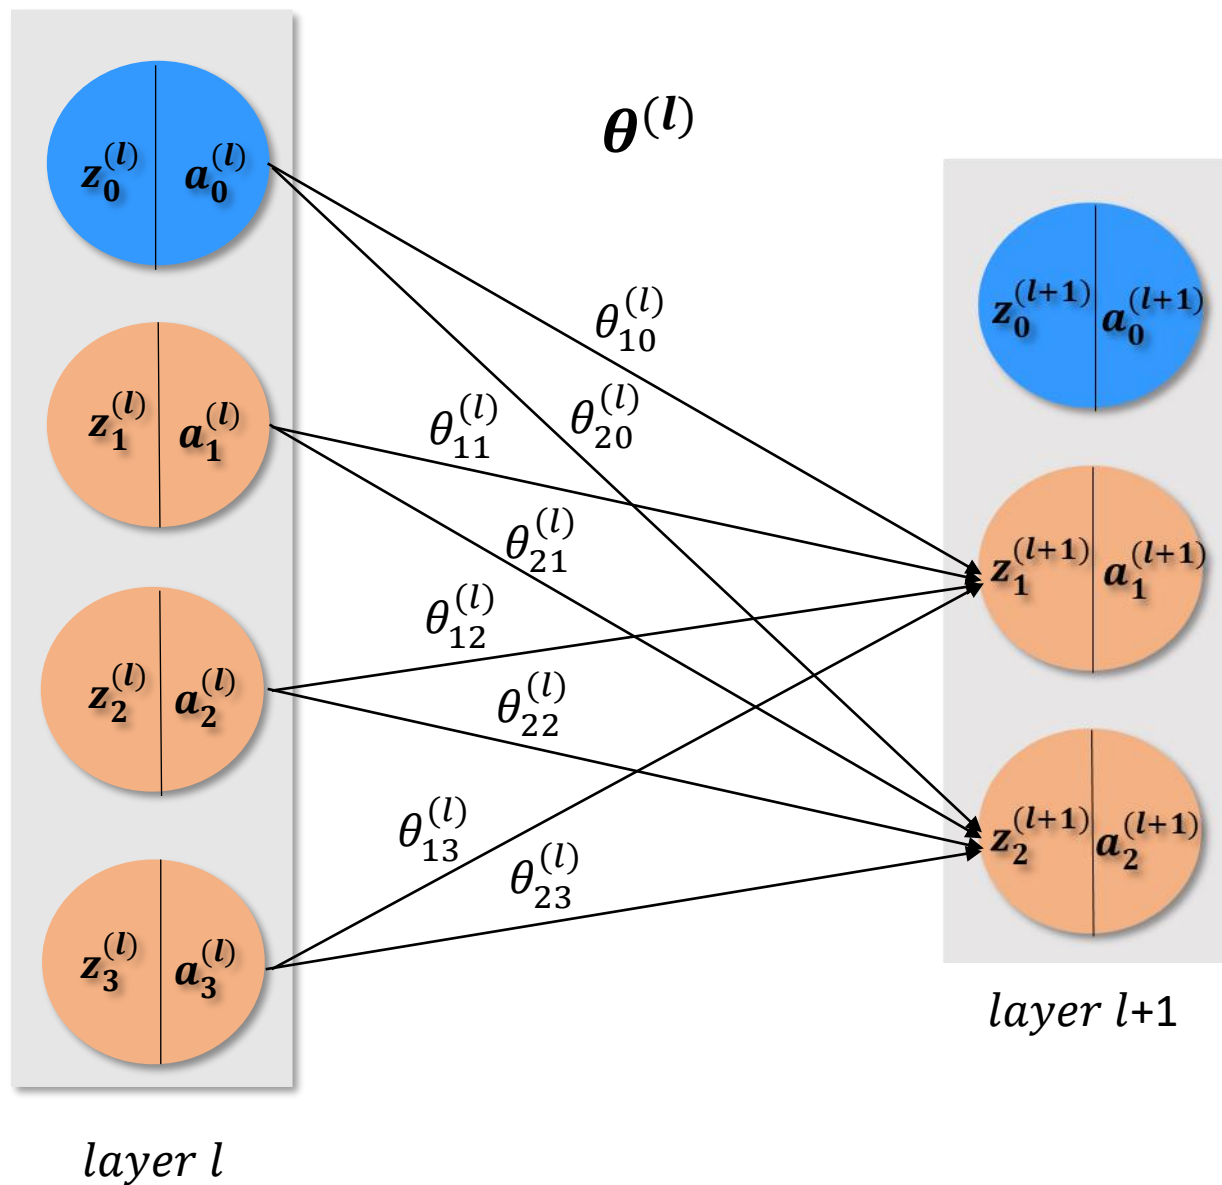 θ^(l)
z_0^(l) a_0^(l)
z_1^(l) a_1^(l)
z_2^(l) a_2^(l)
z_3^(l) a_3^(l)
layer l
θ_10^(l)
θ_20^(l)
θ_11^(l)
θ_21^(l)
θ_12^(l)
θ_22^(l)
θ_13^(l)
θ_23^(l)
z_0^(l+1) a_0^(l+1)
z_1^(l+1) a_1^(l+1)
z_2^(l+1) a_2^(l+1)
layer l+1